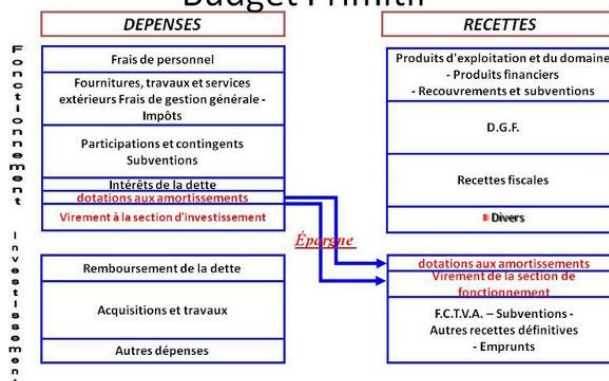 Budget Primitif
DEPENSES
RECETTES
Fonctionnement
Frais de personnel
Fournitures, travaux et services
extérieurs Frais de gestion générale -
Impôts
Participations et contingents
Subventions
Intérêts de la dette
dotations aux amortissements
Virement à la section d'investissement
Produits d'exploitation et du domaine
- Produits financiers
- Recouvrements et subventions
D.G.F.
Recettes fiscales
Divers
Épargne
Investissement
Remboursement de la dette
Acquisitions et travaux
Autres dépenses
dotations aux amortissements
Virement de la section de
fonctionnement
F.C.T.V.A. – Subventions -
Autres recettes définitives
- Emprunts